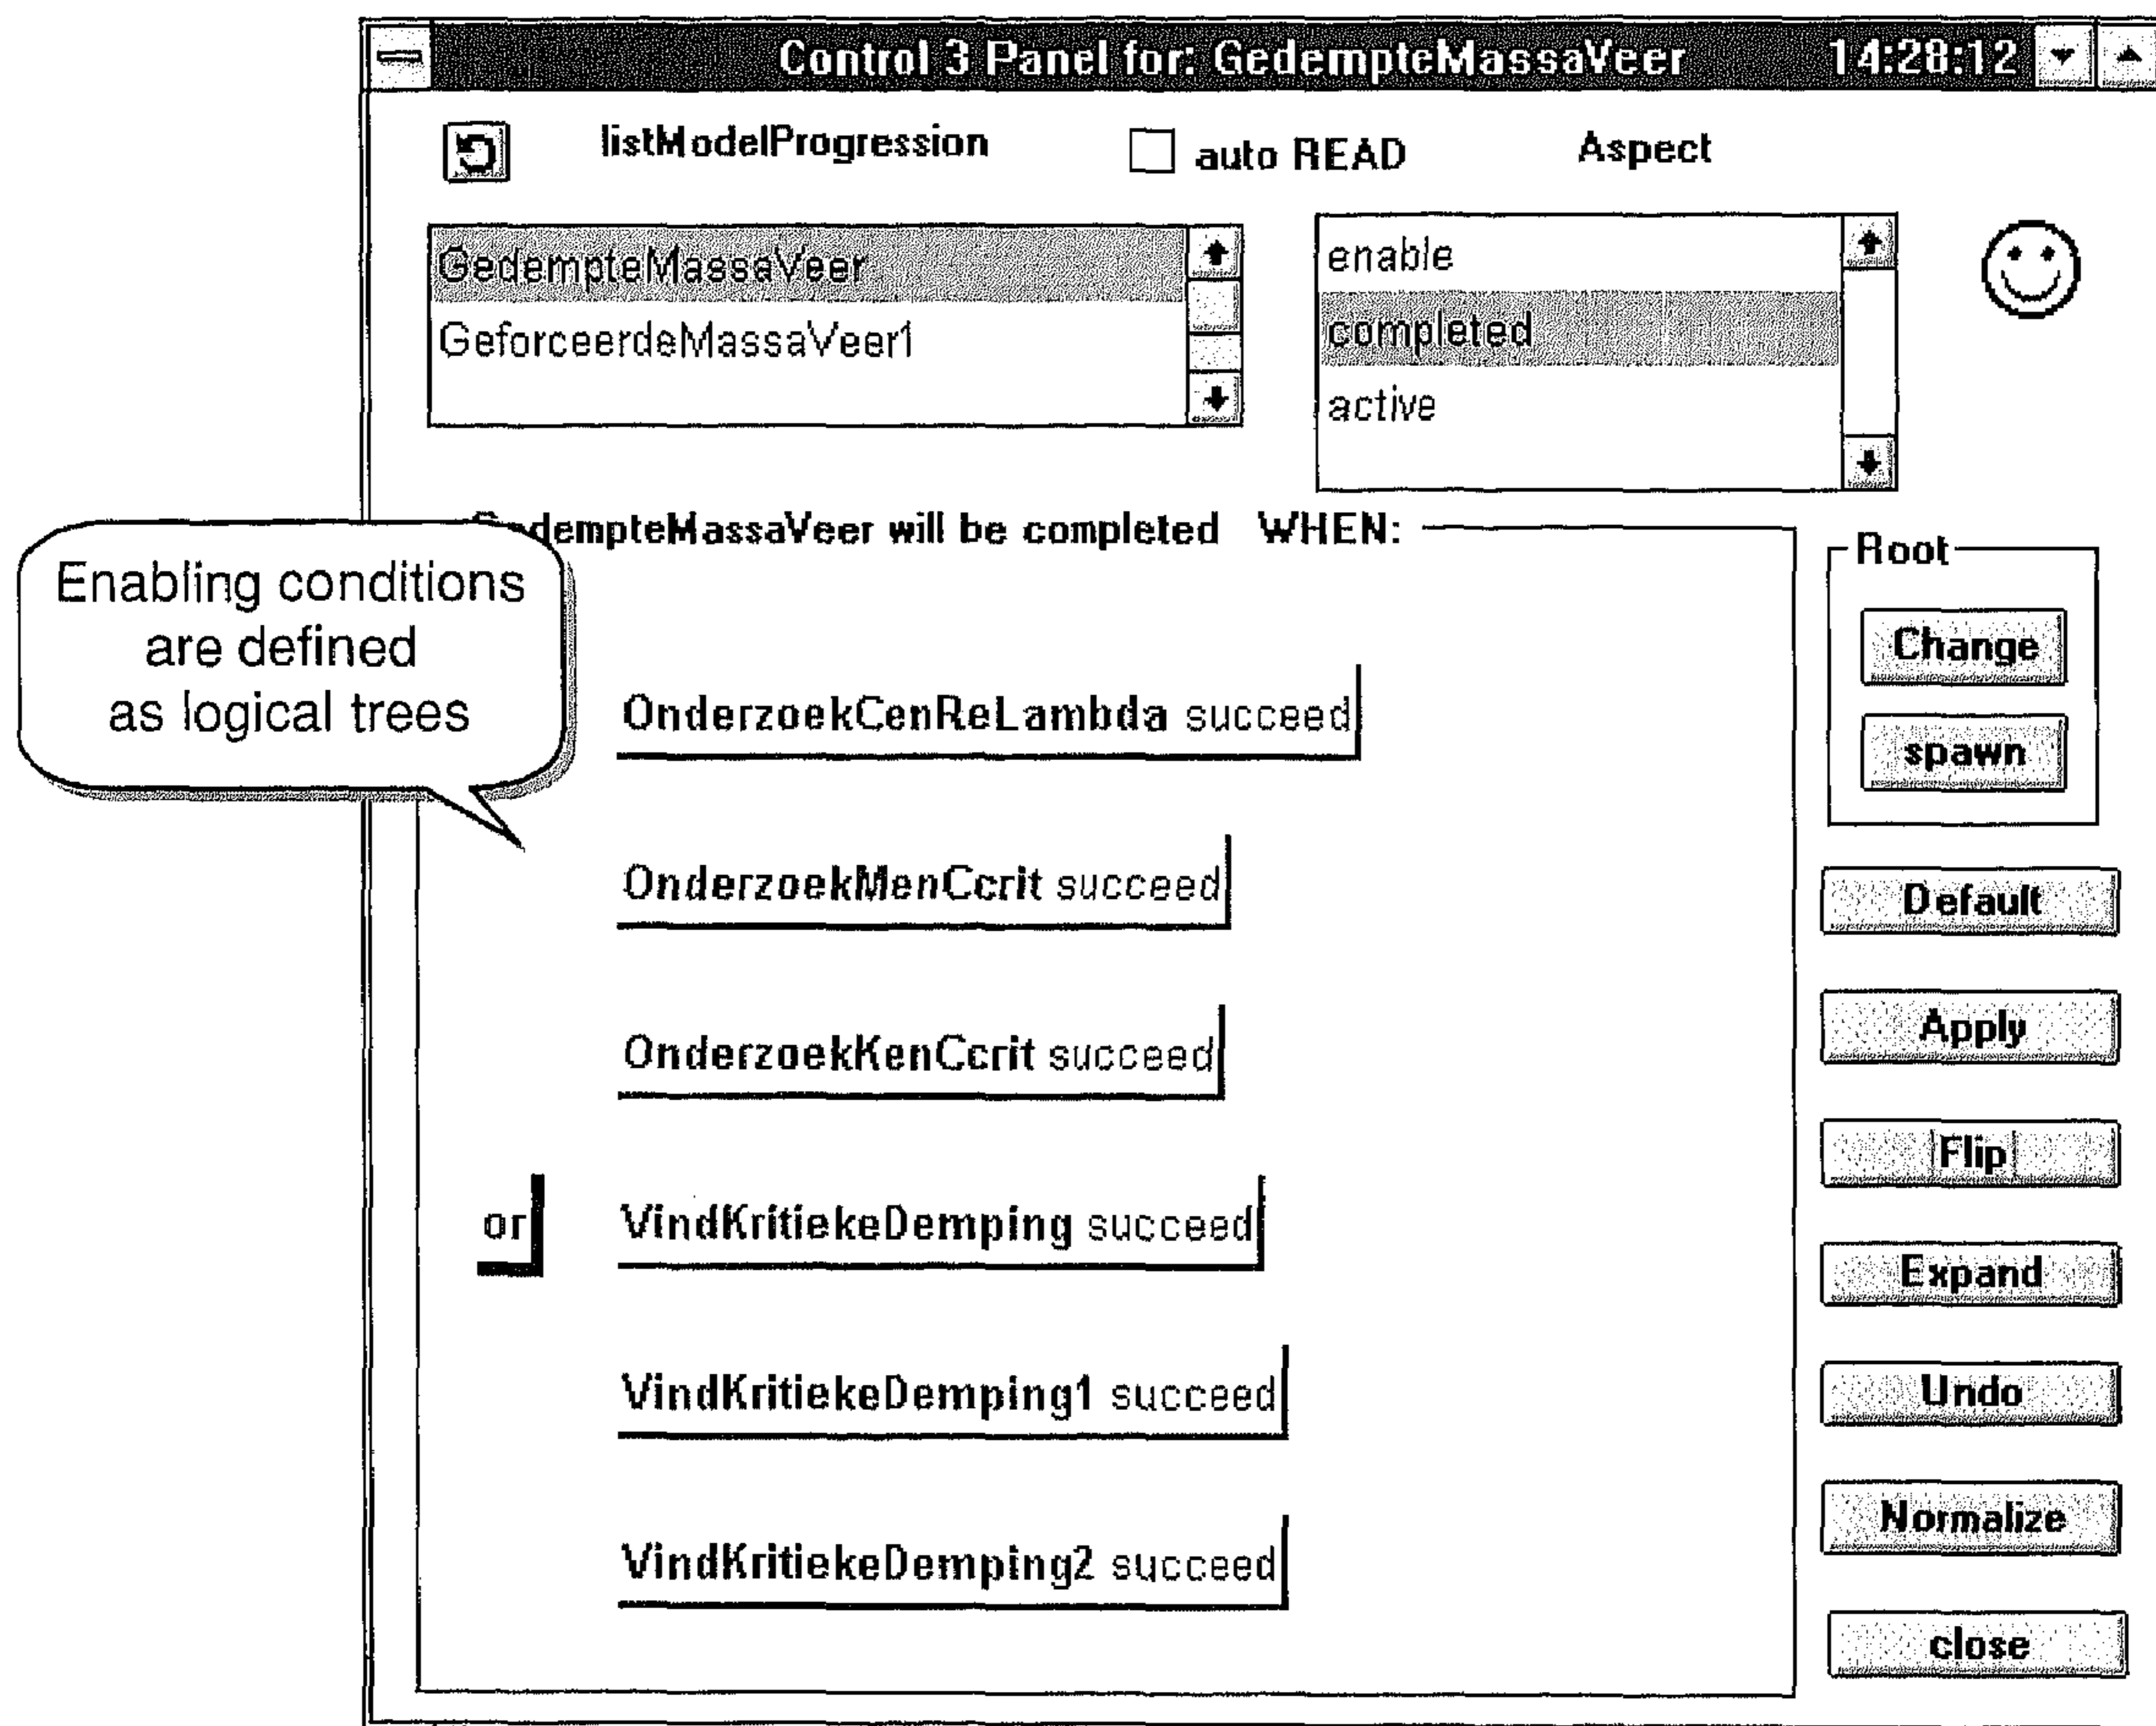 Control 3 Panel for: GedempteMassaVeer 14:28:12
listModelProgression
auto READ
Aspect
GedempteMassaVeer
GeforceerdeMassaVeer1
enable
completed
active
GedempteMassaVeer will be completed WHEN:
Enabling conditions
are defined
as logical trees
OnderzoekCenReLambda succeed
OnderzoekMenCcrit succeed
OnderzoekKenCcrit succeed
or
VindKritiekeDemping succeed
VindKritiekeDemping1 succeed
VindKritiekeDemping2 succeed
Root
Change
spawn
Default
Apply
Flip
Expand
Undo
Normalize
close